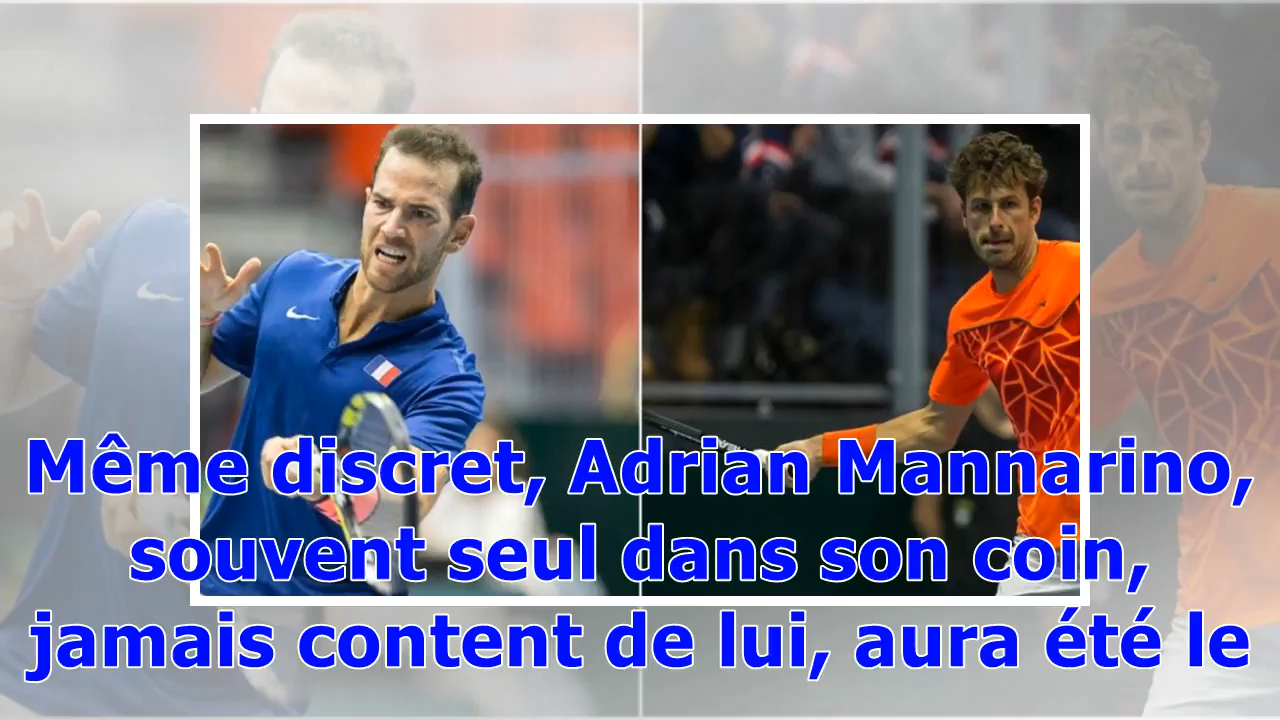 Même discret, Adrian Mannarino,
souvent seul dans son coin,
jamais content de lui, aura été le